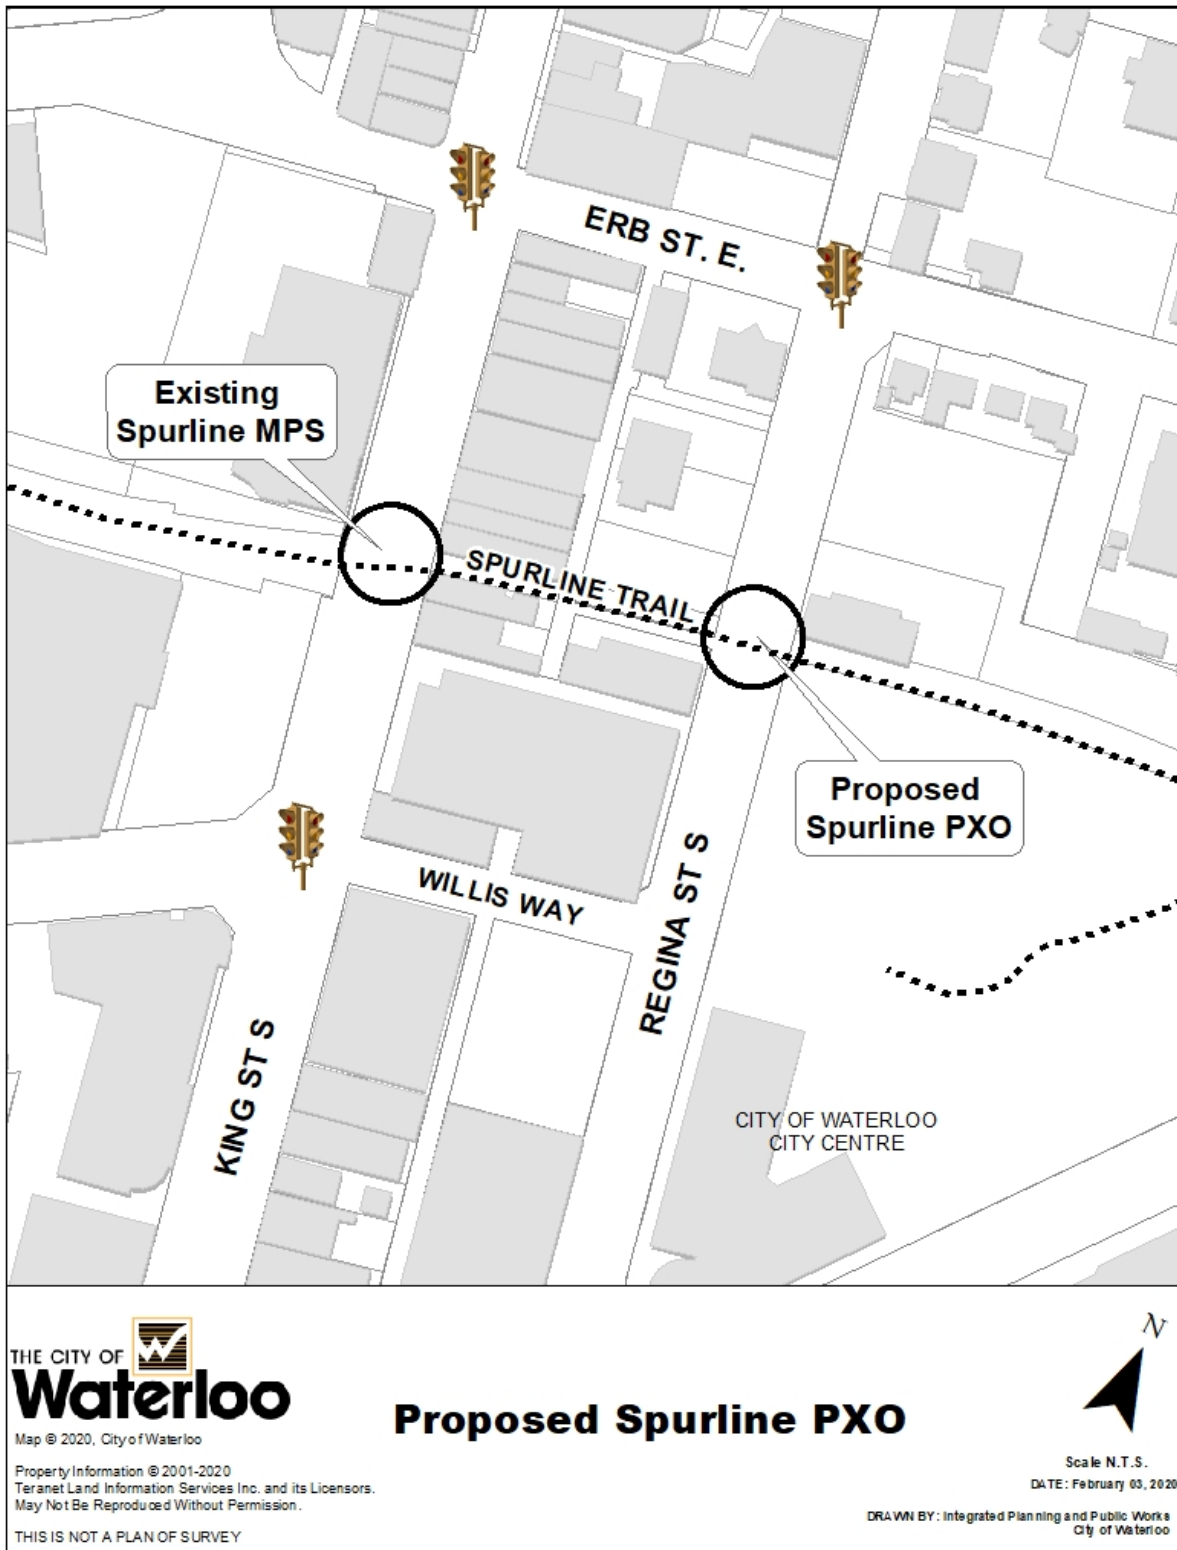 ERB ST. E.
Existing
Spurline MPS
SPURLINE TRAIL
Proposed
Spurline PXO
WILLIS WAY
REGINA ST S
KING ST S
CITY OF WATERLOO
CITY CENTRE
N
THE CITY OF
Waterloo
Map © 2020, City of Waterloo
Property Information © 2001-2020
Teranet Land Information Services Inc. and its Licensors.
May Not Be Reproduced Without Permission.
THIS IS NOT A PLAN OF SURVEY
Proposed Spurline PXO
Scale N.T.S.
DATE: February 03, 2020
DRAWN BY: Integrated Planning and Public Works
City of Waterloo